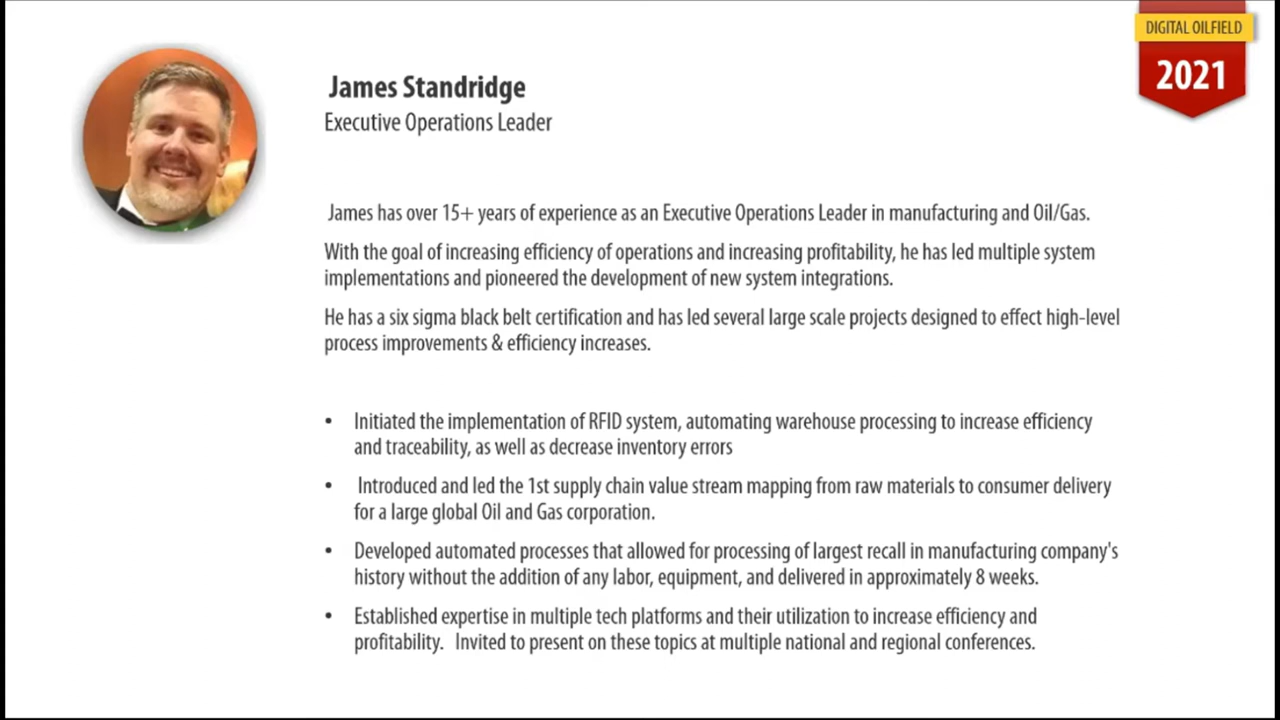 DIGITAL OILFIELD
2021
James Standridge
Executive Operations Leader
James has over 15+ years of experience as an Executive Operations Leader in manufacturing and Oil/Gas.
With the goal of increasing efficiency of operations and increasing profitability, he has led multiple system
implementations and pioneered the development of new system integrations.
He has a six sigma black belt certification and has led several large scale projects designed to effect high-level
process improvements & efficiency increases.
• Initiated the implementation of RFID system, automating warehouse processing to increase efficiency
and traceability, as well as decrease inventory errors
• Introduced and led the 1st supply chain value stream mapping from raw materials to consumer delivery
for a large global Oil and Gas corporation.
• Developed automated processes that allowed for processing of largest recall in manufacturing company's
history without the addition of any labor, equipment, and delivered in approximately 8 weeks.
• Established expertise in multiple tech platforms and their utilization to increase efficiency and
profitability. Invited to present on these topics at multiple national and regional conferences.